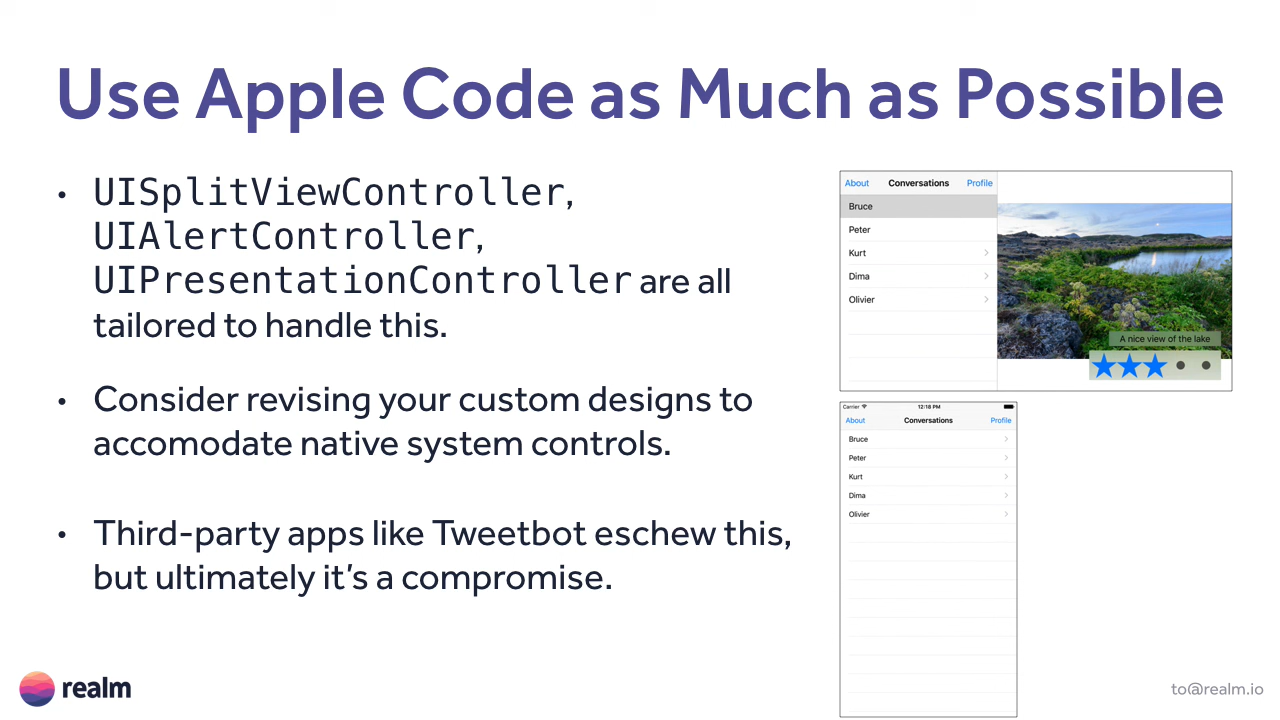 Use Apple Code as Much as Possible
• UISplitViewController,
UIAlertController,
UIPresentationController are all
tailored to handle this.
• Consider revising your custom designs to
accomodate native system controls.
• Third-party apps like Tweetbot eschew this,
but ultimately it’s a compromise.
About Conversations Profile
Bruce
Peter
Kurt
Dima
Olivier
A nice view of the lake
Carrier 12:18 PM
About Conversations Profile
Bruce
Peter
Kurt
Dima
Olivier
realm
to@realm.io